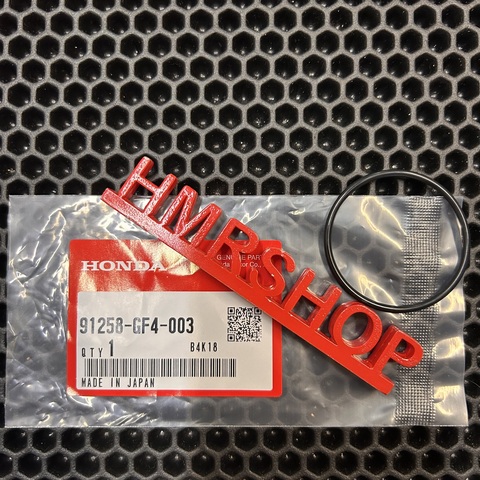 HMRSHOP
HONDA
GENUINE PARTS
91258-GF4-003
QTY 1 B4K18
MADE IN JAPAN